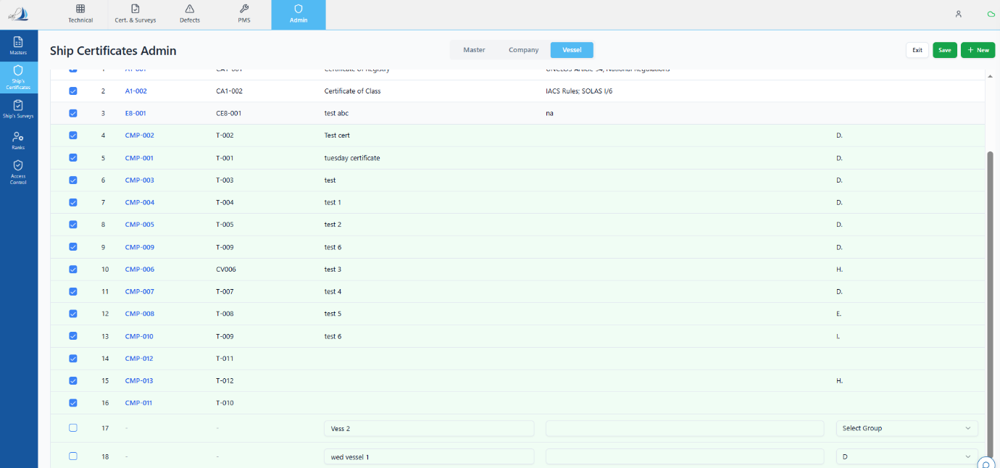 Technical
Cert. & Surveys
Defects
PMS
Admin
Masters
Ship's
Certificates
Ship's Surveys
Ranks
Access
Control
Ship Certificates Admin
Master Company Vessel
Exit Save + New
1 A1-001 CA1-001 Certificate of Registry UNCLOS Article 94; National Regulations
2 A1-002 CA1-002 Certificate of Class IACS Rules; SOLAS I/6
3 E8-001 CE8-001 test abc na
4 CMP-002 T-002 Test cert D.
5 CMP-001 T-001 tuesday certificate D.
6 CMP-003 T-003 test D.
7 CMP-004 T-004 test 1 D.
8 CMP-005 T-005 test 2 D.
9 CMP-009 T-009 test 6 D.
10 CMP-006 CV006 test 3 H.
11 CMP-007 T-007 test 4 D.
12 CMP-008 T-008 test 5 E.
13 CMP-010 T-009 test 6 I.
14 CMP-012 T-011
15 CMP-013 T-012 H.
16 CMP-011 T-010
17 - - Vess 2 Select Group
18 - - wed vessel 1 D